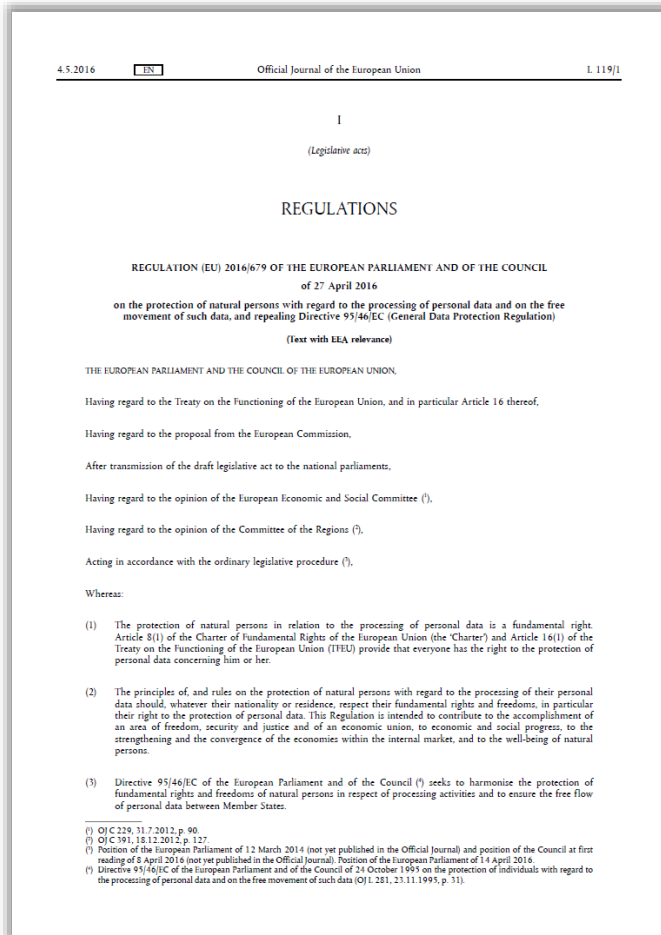 4.5.2016 EN Official Journal of the European Union L 119/1
I
(Legislative acts)
REGULATIONS
REGULATION (EU) 2016/679 OF THE EUROPEAN PARLIAMENT AND OF THE COUNCIL
of 27 April 2016
on the protection of natural persons with regard to the processing of personal data and on the free
movement of such data, and repealing Directive 95/46/EC (General Data Protection Regulation)
(Text with EEA relevance)
THE EUROPEAN PARLIAMENT AND THE COUNCIL OF THE EUROPEAN UNION,
Having regard to the Treaty on the Functioning of the European Union, and in particular Article 16 thereof,
Having regard to the proposal from the European Commission,
After transmission of the draft legislative act to the national parliaments,
Having regard to the opinion of the European Economic and Social Committee (¹),
Having regard to the opinion of the Committee of the Regions (²),
Acting in accordance with the ordinary legislative procedure (³),
Whereas:
(1) The protection of natural persons in relation to the processing of personal data is a fundamental right.
Article 8(1) of the Charter of Fundamental Rights of the European Union (the 'Charter') and Article 16(1) of the
Treaty on the Functioning of the European Union (TFEU) provide that everyone has the right to the protection of
personal data concerning him or her.
(2) The principles of, and rules on the protection of natural persons with regard to the processing of their personal
data should, whatever their nationality or residence, respect their fundamental rights and freedoms, in particular
their right to the protection of personal data. This Regulation is intended to contribute to the accomplishment of
an area of freedom, security and justice and of an economic union, to economic and social progress, to the
strengthening and the convergence of the economies within the internal market, and to the well-being of natural
persons.
(3) Directive 95/46/EC of the European Parliament and of the Council (⁴) seeks to harmonise the protection of
fundamental rights and freedoms of natural persons in respect of processing activities and to ensure the free flow
of personal data between Member States.
(¹) OJ C 229, 31.7.2012, p. 90.
(²) OJ C 391, 18.12.2012, p. 127.
(³) Position of the European Parliament of 12 March 2014 (not yet published in the Official Journal) and position of the Council at first
reading of 8 April 2016 (not yet published in the Official Journal). Position of the European Parliament of 14 April 2016.
(⁴) Directive 95/46/EC of the European Parliament and of the Council of 24 October 1995 on the protection of individuals with regard to
the processing of personal data and on the free movement of such data (OJ L 281, 23.11.1995, p. 31).